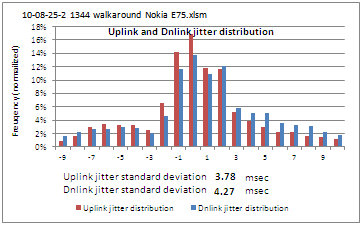 10-08-25-2 1344 walkaround Nokia E75.xlsm
Uplink and Dnlink jitter distribution
18%
16%
14%
12%
10%
8%
6%
4%
2%
0%
Freuqency (normalized)
-9 -7 -5 -3 -1 1 3 5 7 9
Uplink jitter standard deviation 3.78 msec
Dnlink jitter standard deviation 4.27 msec
Uplink jitter distribution Dnlink jitter distribution